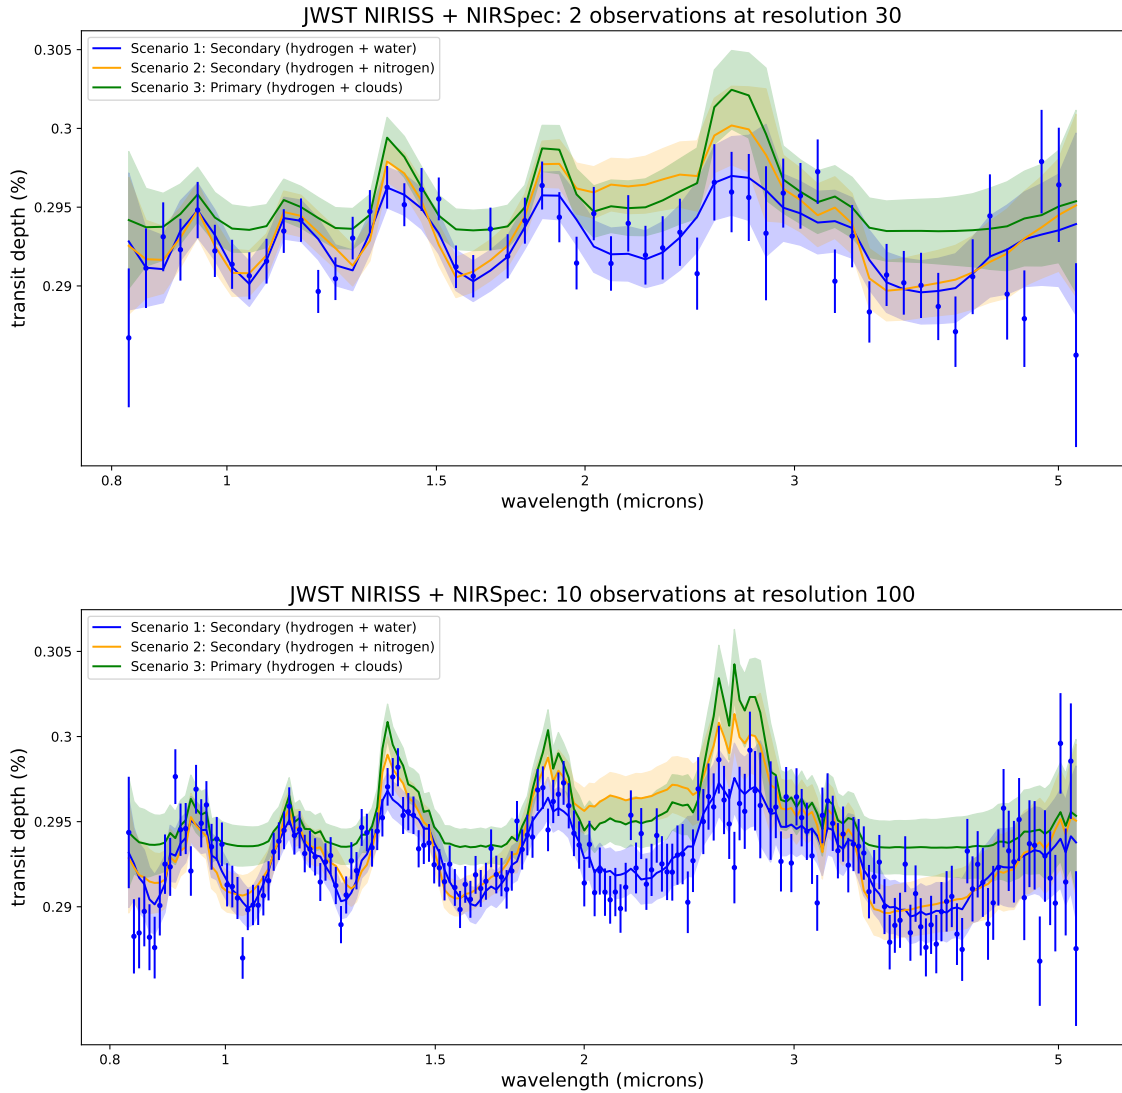 JWST NIRISS + NIRSpec: 2 observations at resolution 30
Scenario 1: Secondary (hydrogen + water)
Scenario 2: Secondary (hydrogen + nitrogen)
Scenario 3: Primary (hydrogen + clouds)
0.305
0.3
0.295
0.29
transit depth (%)
0.8 1 1.5 2 3 5
wavelength (microns)
JWST NIRISS + NIRSpec: 10 observations at resolution 100
Scenario 1: Secondary (hydrogen + water)
Scenario 2: Secondary (hydrogen + nitrogen)
Scenario 3: Primary (hydrogen + clouds)
0.305
0.3
0.295
0.29
transit depth (%)
0.8 1 1.5 2 3 5
wavelength (microns)